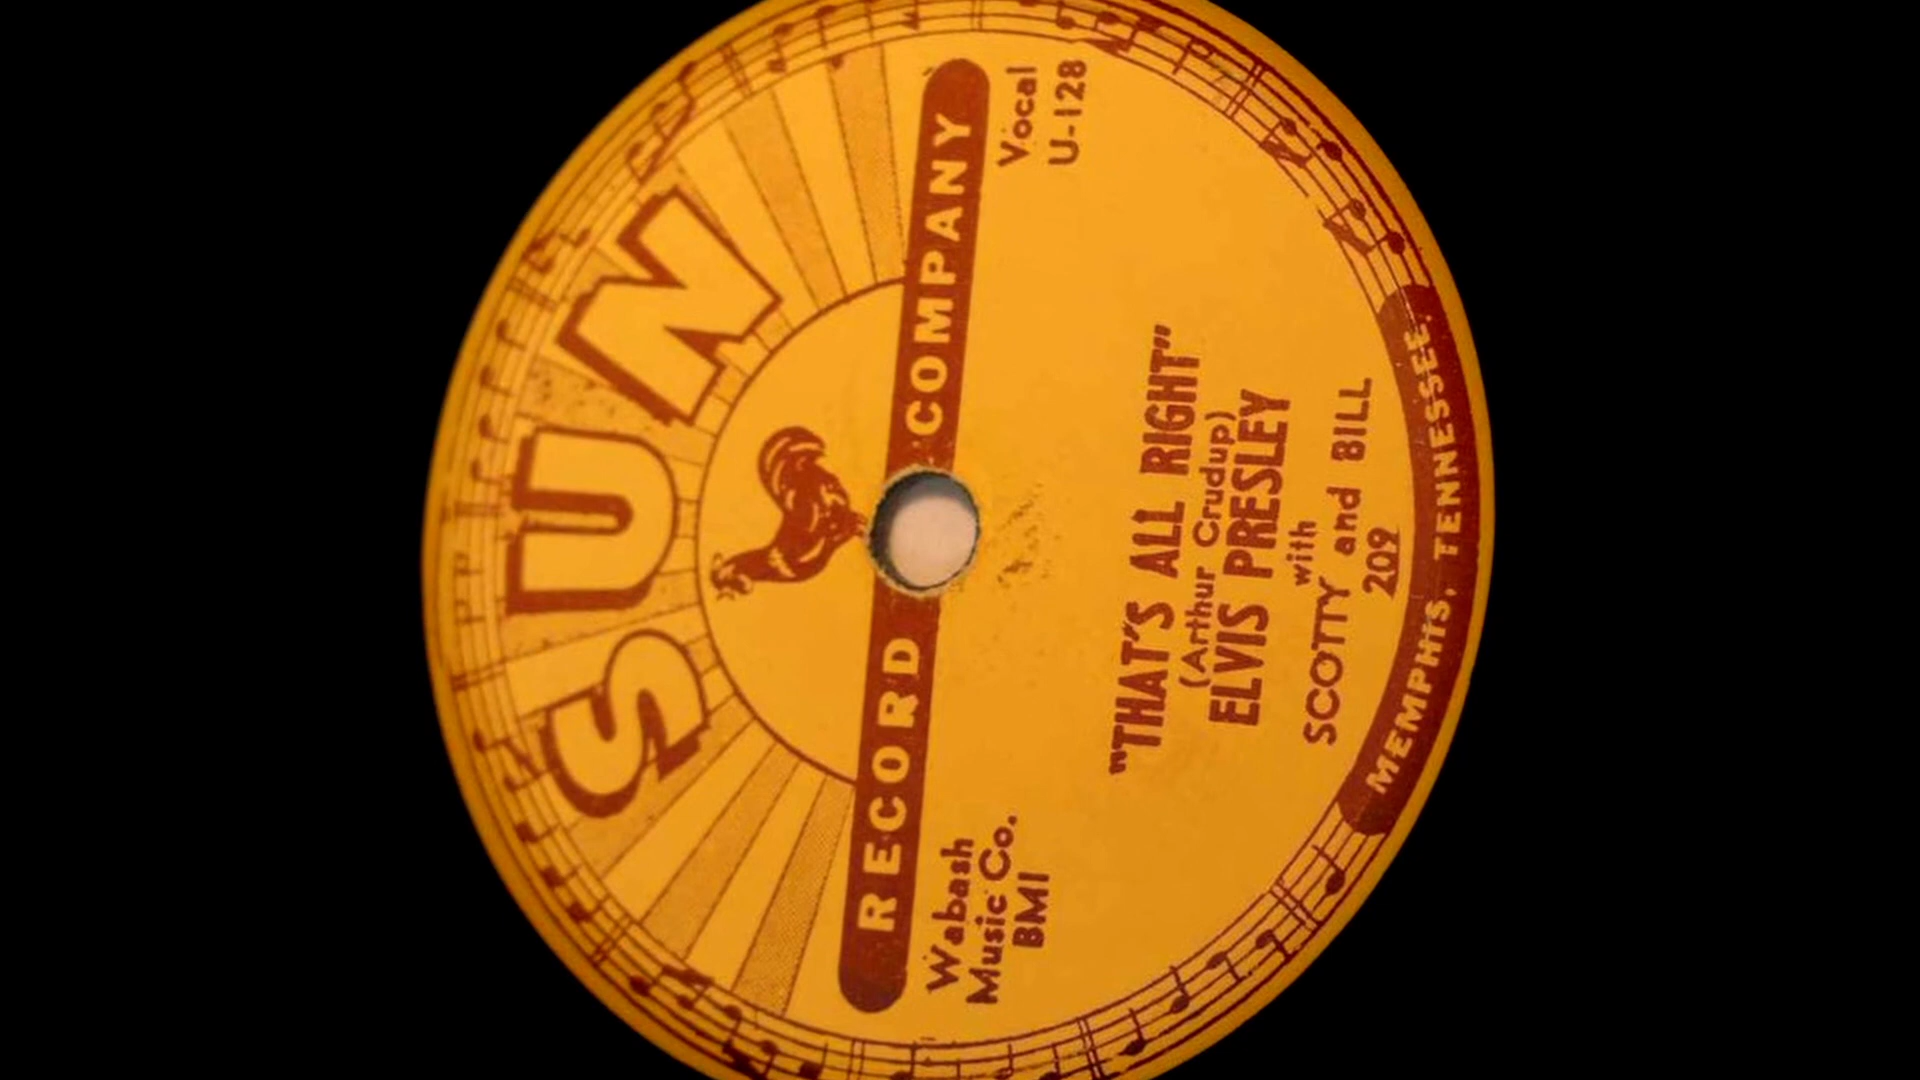 SUN
RECORD COMPANY
Wabash
Music Co.
BMI
Vocal
U-128
"THAT'S ALL RIGHT"
(Arthur Crudup)
ELVIS PRESLEY
with
SCOTTY and BILL
209
MEMPHIS, TENNESSEE.